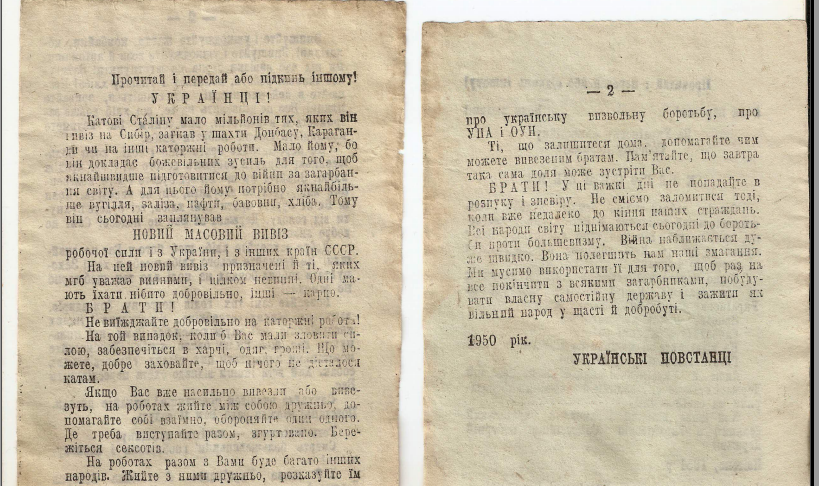 Прочитай і передай або підкинь іншому!
УКРАЇНЦІ!
Катові Сталіну мало мільйонів тих, яких він
вивіз на Сибір, загнав у шахти Донбасу, Караган-
ди чи на інші каторжні роботи. Мало йому, бо
він докладає божевільних зусиль для того, щоб
якнайшвидше підготовитися до війни за загарбан-
ня світу. А для цього йому потрібно якнайбіль-
ше вугілля, заліза, нафти, бавовни, хліба. Тому
він сьогодні запланував
НОВИЙ МАСОВИЙ ВИВІЗ
робочої сили і з України, і з інших країн СССР.
На цей новий вивіз призначені й ті, яких
мгб уважає винними, і цілком невинні. Одні ма-
ють їхати нібито добровільно, інші — карно.
БРАТИ!
Не виїжджайте добровільно на каторжні роботи!
На той випадок, коли б Вас мали зловити си-
лою, забезпечіться в харчі, одяг, гроші. Що мо-
жете, добре заховайте, щоб нічого не дісталося
катам.
Якщо Вас вже насильно вивезли або виве-
зуть, на роботах жийте між собою дружньо, до-
помагайте собі взаїмно, обороняйте один одного.
Де треба виступайте разом, згуртовано. Бере-
жіться сексотів.
На роботах разом з Вами буде багато інших
народів. Жийте з ними дружньо, розказуйте їм
— 2 —
про українську визвольну боротьбу, про
УПА і ОУН.
Ті, що залишитеся дома, допомагайте чим
можете вивезеним братам. Пам'ятайте, що завтра
така сама доля може зустріти Вас.
БРАТИ! У ці важкі дні не попадайте в
розпуку і зневіру. Не сміємо заломитися тоді,
коли вже недалеко до кінця наших страждань.
Всі народи світу піднімаються сьогодні до бороть-
би проти большевизму. Війна наближається ду-
же швидко. Вона полегшить нам наші змагання.
Ми мусимо використати її для того, щоб раз на
все покінчити з всякими загарбниками, побуду-
вати власну самостійну державу і зажити як
вільний народ у щасті й добробуті.
1950 рік.
УКРАЇНСЬКІ ПОВСТАНЦІ